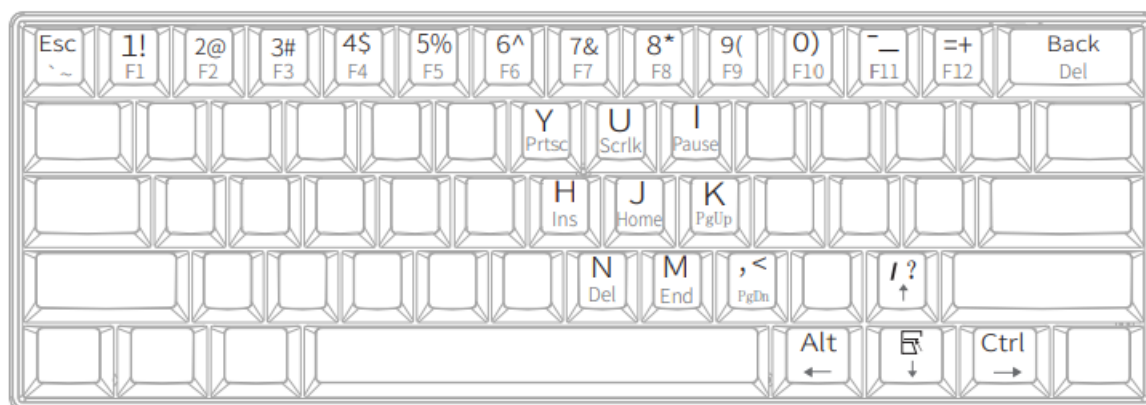 Esc 1! 2@ 3# 4$ 5% 6^ 7& 8* 9( 0) -_ =+ Back
`~ F1 F2 F3 F4 F5 F6 F7 F8 F9 F10 F11 F12 Del
Y U I
Prtsc Scrlk Pause
H J K
Ins Home PgUp
N M ,< /?
Del End PgDn ↑
Alt Ctrl
← ↓ →